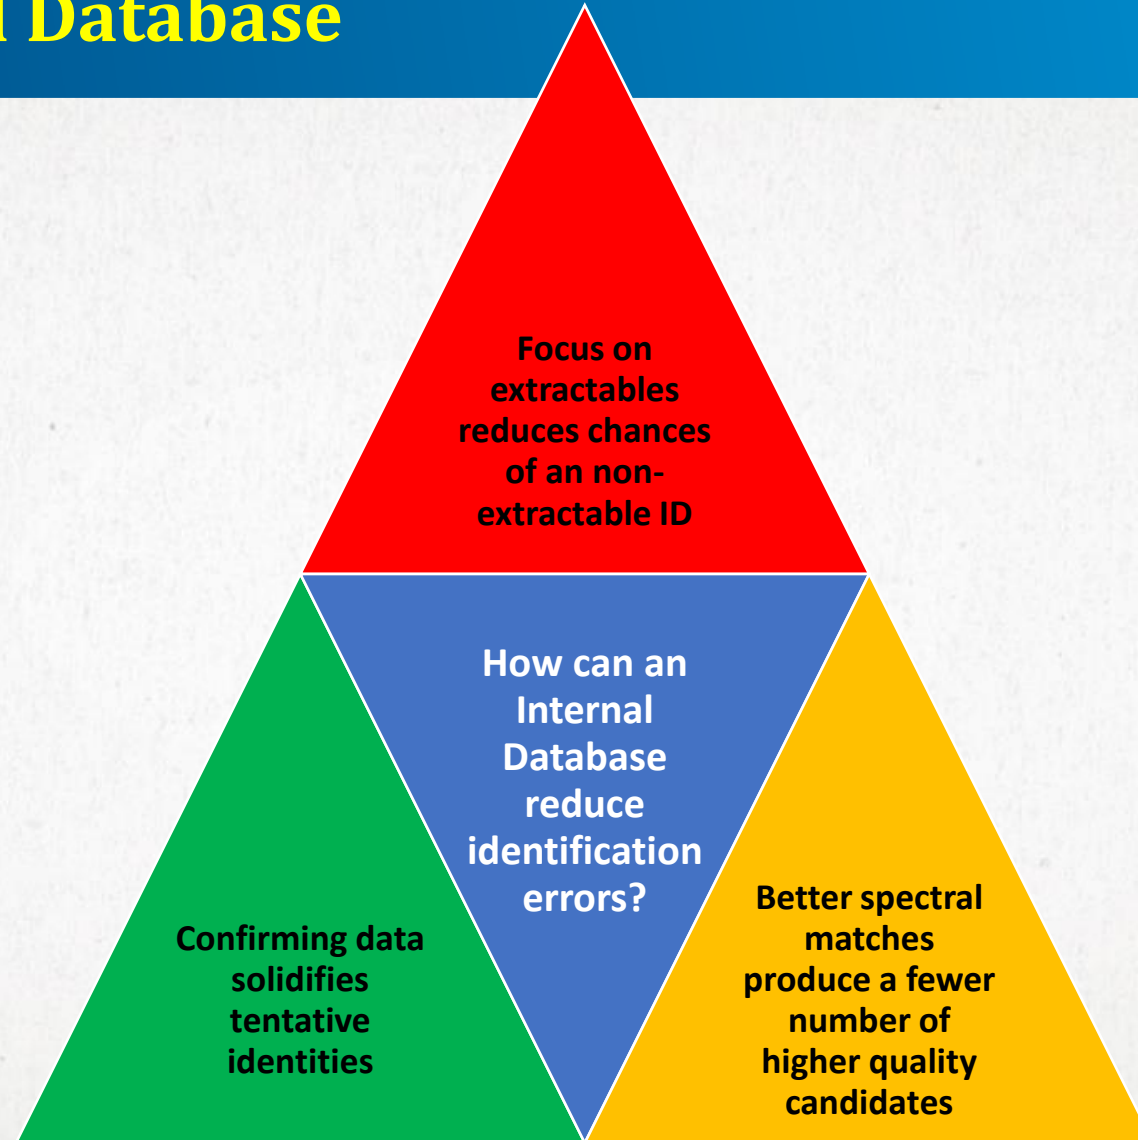 Database
Focus on
extractables
reduces chances
of an non-
extractable ID
How can an
Internal
Database
reduce
identification
errors?
Confirming data
solidifies
tentative
identities
Better spectral
matches
produce a fewer
number of
higher quality
candidates